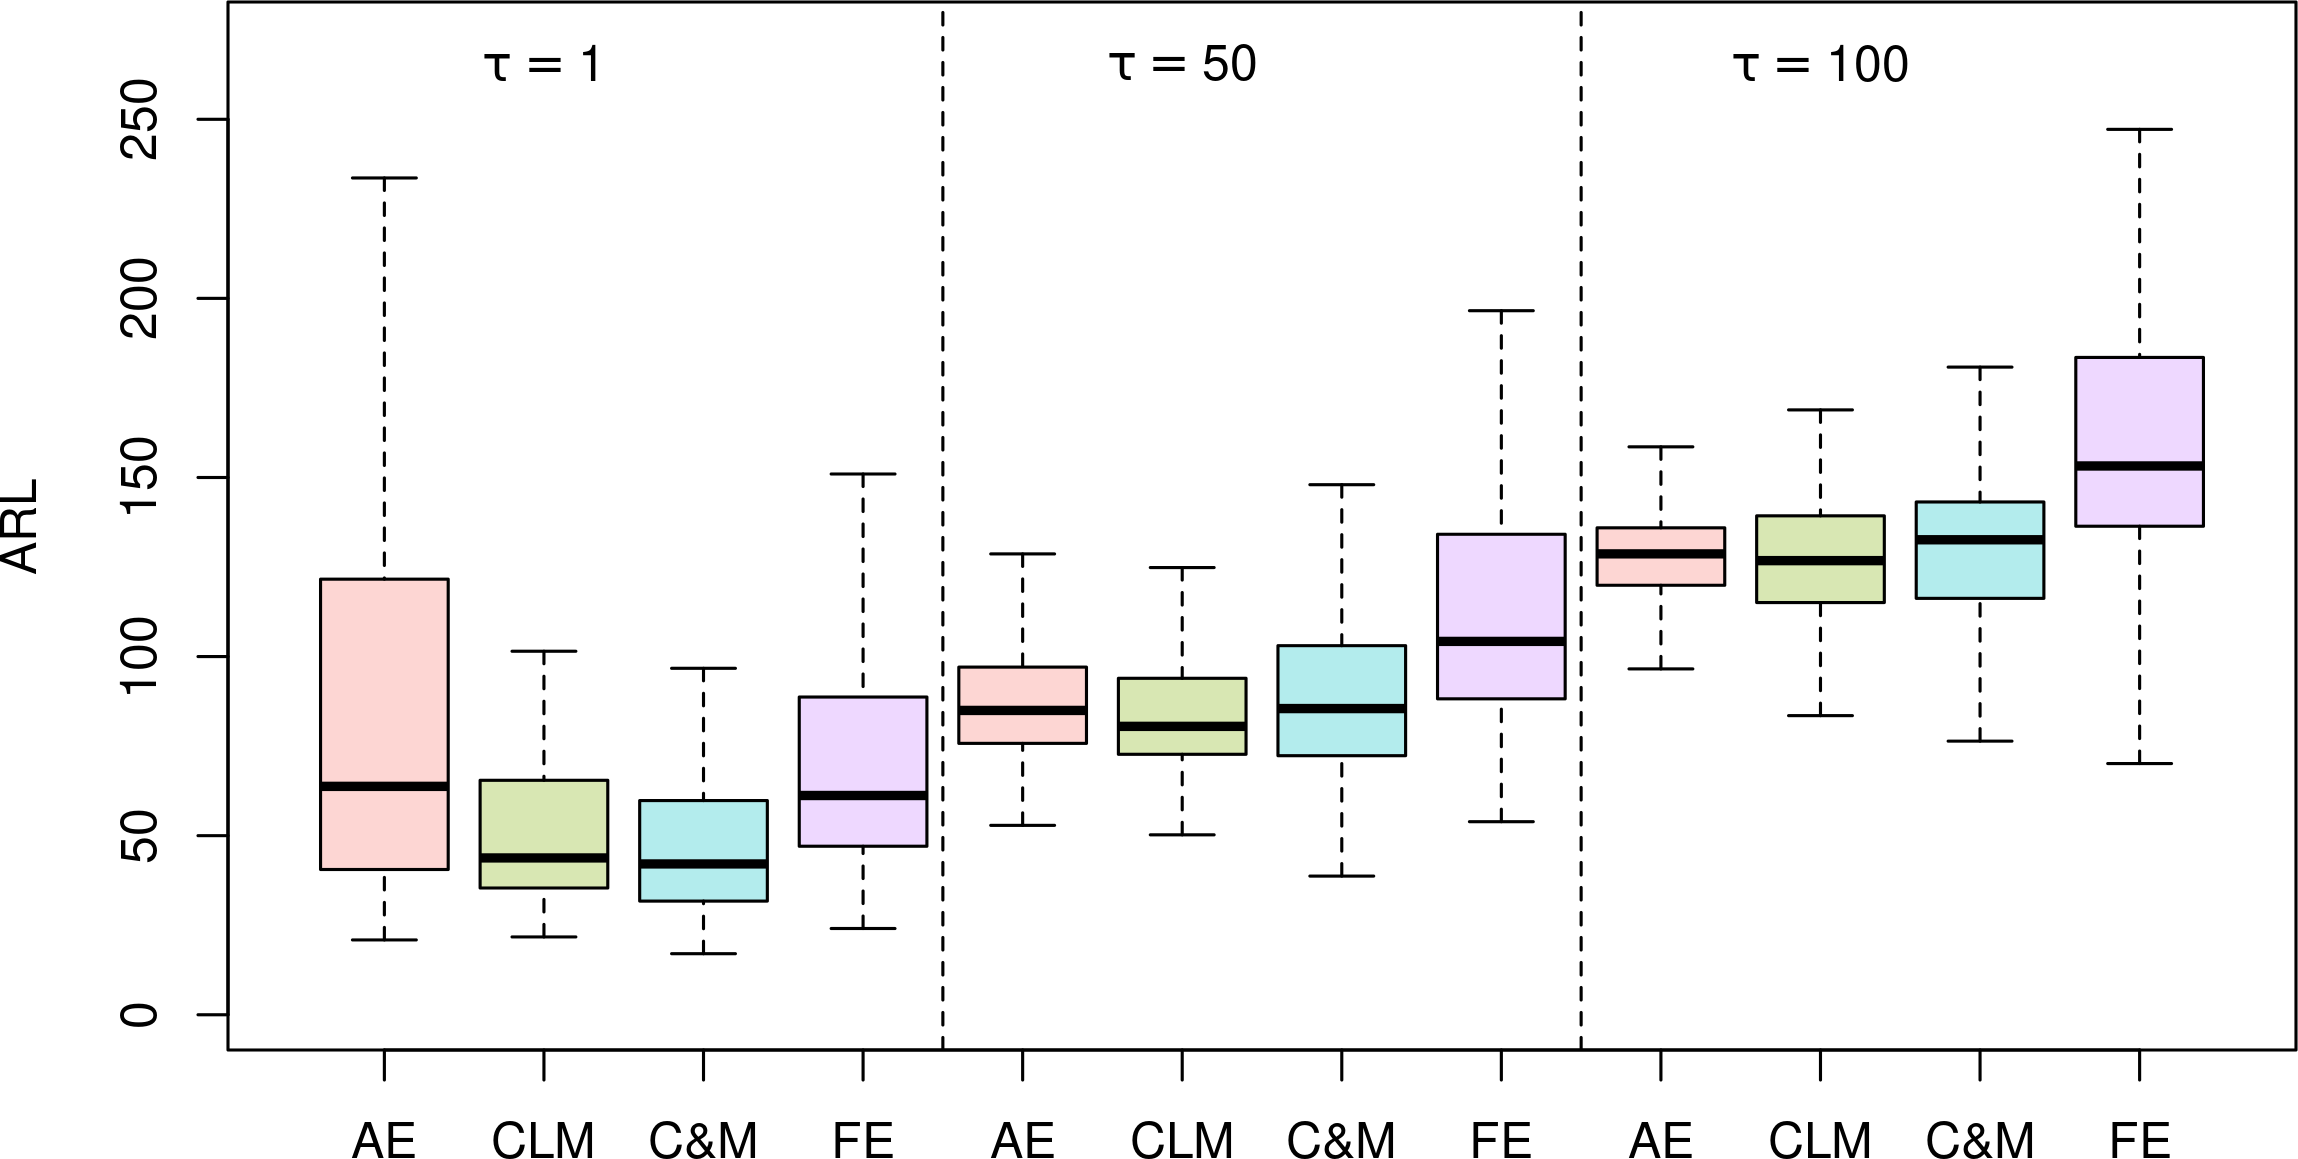 τ = 1
τ = 50
τ = 100
ARL
250
200
150
100
50
0
AE CLM C&M FE AE CLM C&M FE AE CLM C&M FE